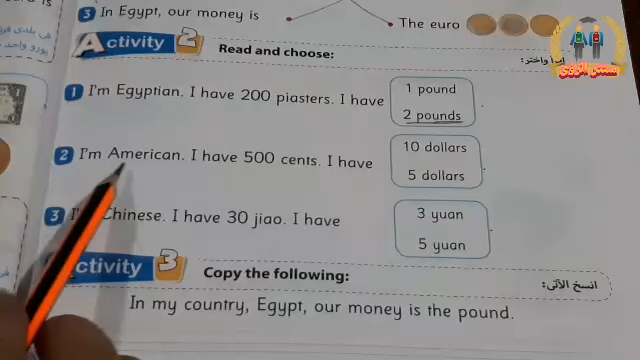 3 In Egypt, our money is
The euro
Activity 2 Read and choose: اقرأ واختر:
1 I'm Egyptian. I have 200 piasters. I have
1 pound
2 pounds
2 I'm American. I have 500 cents. I have
10 dollars
5 dollars
3 Chinese. I have 30 jiao. I have
3 yuan
5 yuan
ctivity 3 Copy the following: انسخ الآتى:
In my country, Egypt, our money is the pound.